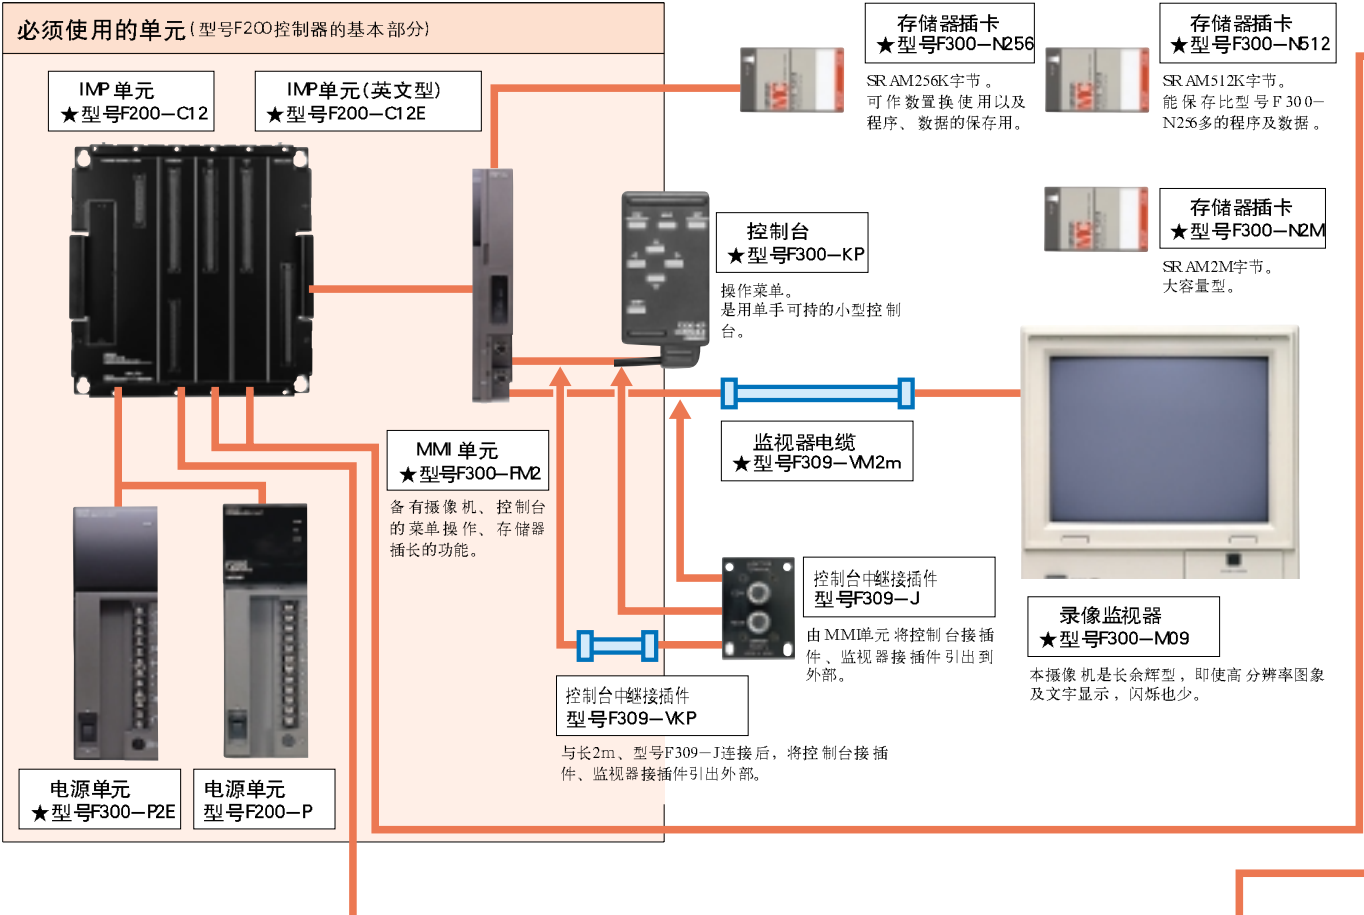 必须使用的单元(型号F200控制器的基本部分)
IMP单元
★型号F200-C12
IMP单元(英文型)
★型号F200-C12E
存储器插卡
★型号F300-N256
SRAM256K字节。
可作数置换使用以及
程序、数据的保存用。
存储器插卡
★型号F300-N512
SRAM512K字节。
能保存比型号F300-
N256多的程序及数据。
存储器插卡
★型号F300-N2M
SRAM2M字节。
大容量型。
控制台
★型号F300-KP
操作菜单。
是用单手可持的小型控制
台。
MMI单元
★型号F300-FM2
备有摄像机、控制台
的菜单操作、存储器
插长的功能。
监视器电缆
★型号F309-VM2m
控制台中继接插件
型号F309-J
由MMI单元将控制台接插
件、监视器接插件引出到
外部。
录像监视器
★型号F300-M09
本摄像机是长余辉型，即使高分辨率图象
及文字显示，闪烁也少。
控制台中继接插件
型号F309-VKP
与长2m、型号F309-J连接后，将控制台接插
件、监视器接插件引出外部。
电源单元
★型号F300-P2E
电源单元
型号F200-P